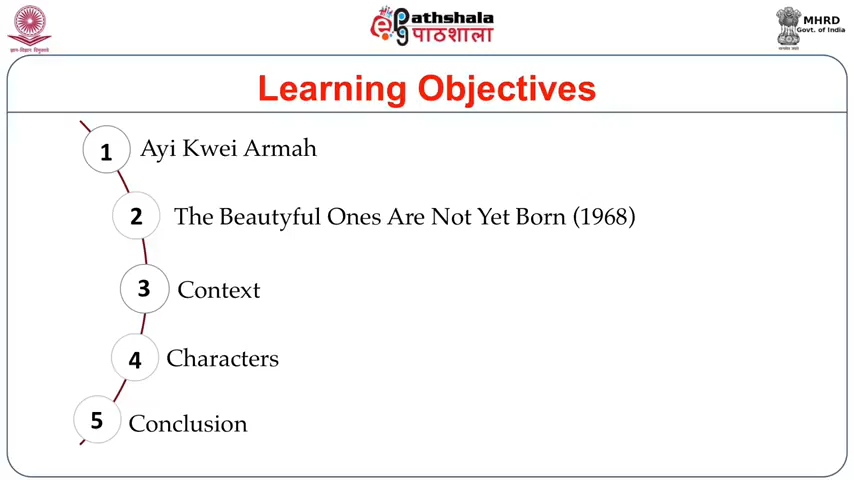 ePG Pathshala
पाठशाला
MHRD
Govt. of India
Learning Objectives
1 Ayi Kwei Armah
2 The Beautyful Ones Are Not Yet Born (1968)
3 Context
4 Characters
5 Conclusion